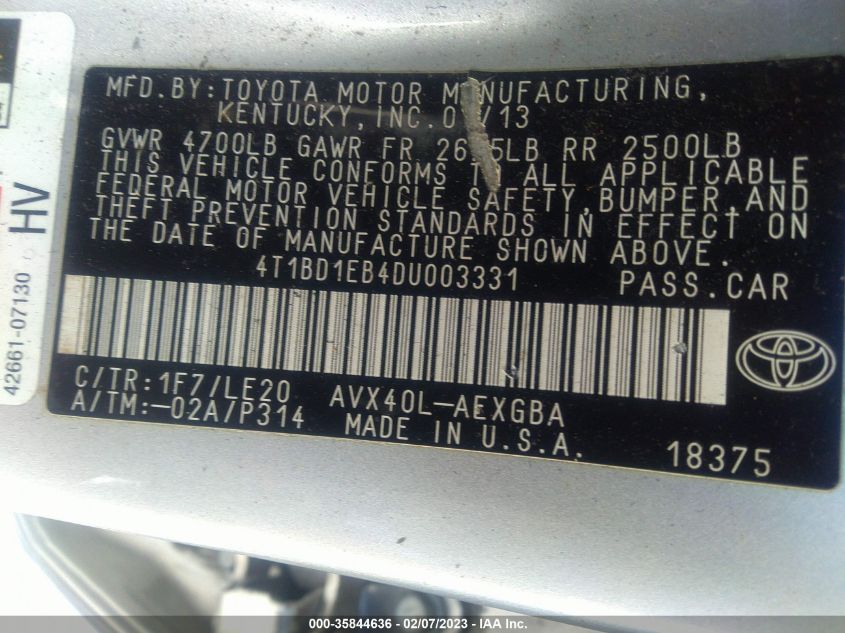 HV
42661-07130
MFD.BY:TOYOTA MOTOR MANUFACTURING,
KENTUCKY,INC. /13
GVWR 4700LB GAWR FR LB RR 2500LB
THIS VEHICLE CONFORMS TO ALL APPLICABLE
FEDERAL MOTOR VEHICLE SAFETY,BUMPER,AND
THEFT PREVENTION STANDARDS IN EFFECT ON
THE DATE OF MANUFACTURE SHOWN ABOVE.
4T1BD1EB4DU003331 PASS.CAR
C/TR:1F7/LE20 AVX40L-AEXGBA
A/TM:-02A/P314 MADE IN U.S.A. 18375
000-35844636 - 02/07/2023 - IAA Inc.